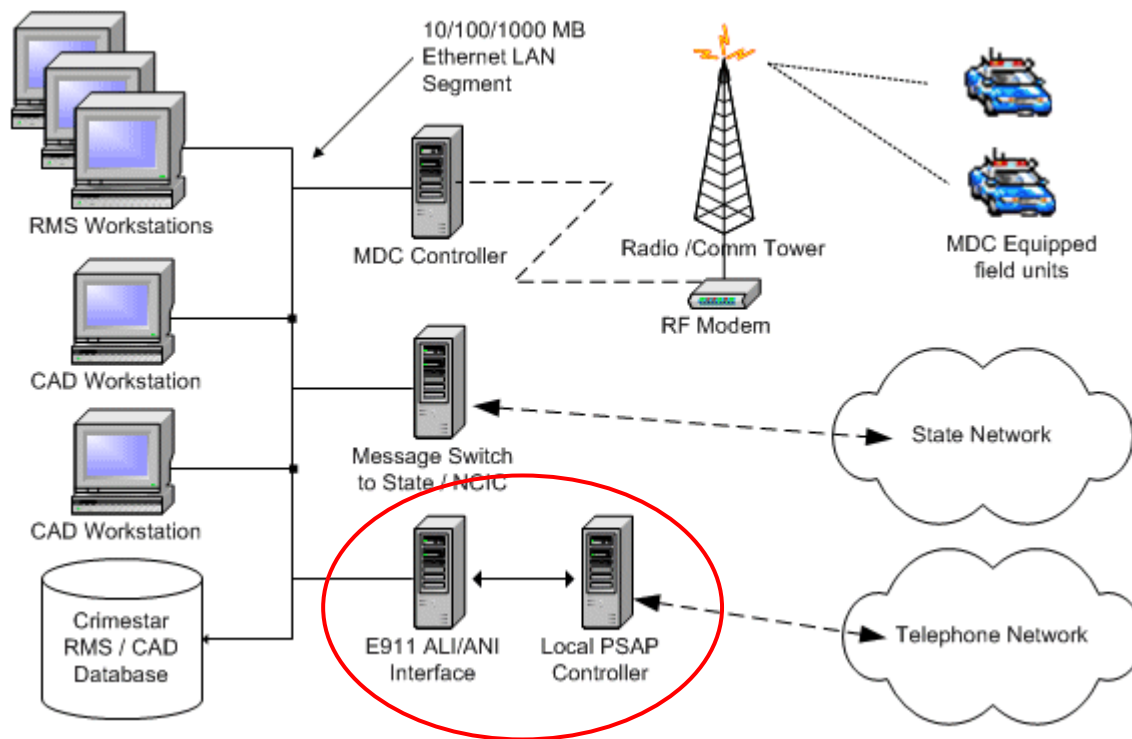 10/100/1000 MB
Ethernet LAN
Segment
RMS Workstations
MDC Controller
Radio /Comm Tower
MDC Equipped
field units
RF Modem
CAD Workstation
Message Switch
to State / NCIC
State Network
CAD Workstation
Crimestar
RMS / CAD
Database
E911 ALI/ANI
Interface
Local PSAP
Controller
Telephone Network